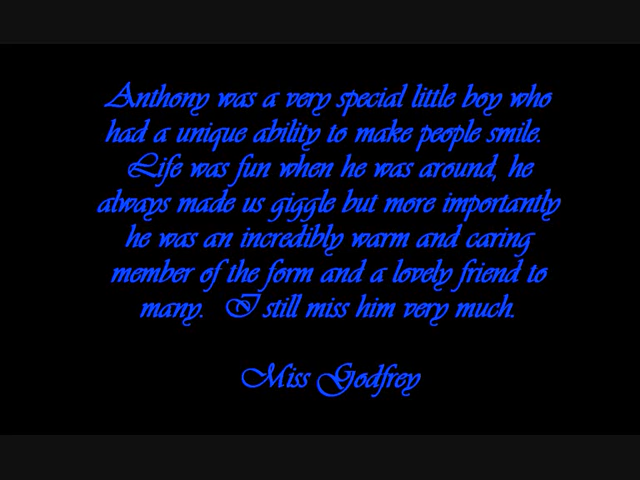 Anthony was a very special little boy who
had a unique ability to make people smile.
Life was fun when he was around, he
always made us giggle but more importantly
he was an incredibly warm and caring
member of the form and a lovely friend to
many.  I still miss him very much.
Miss Godfrey